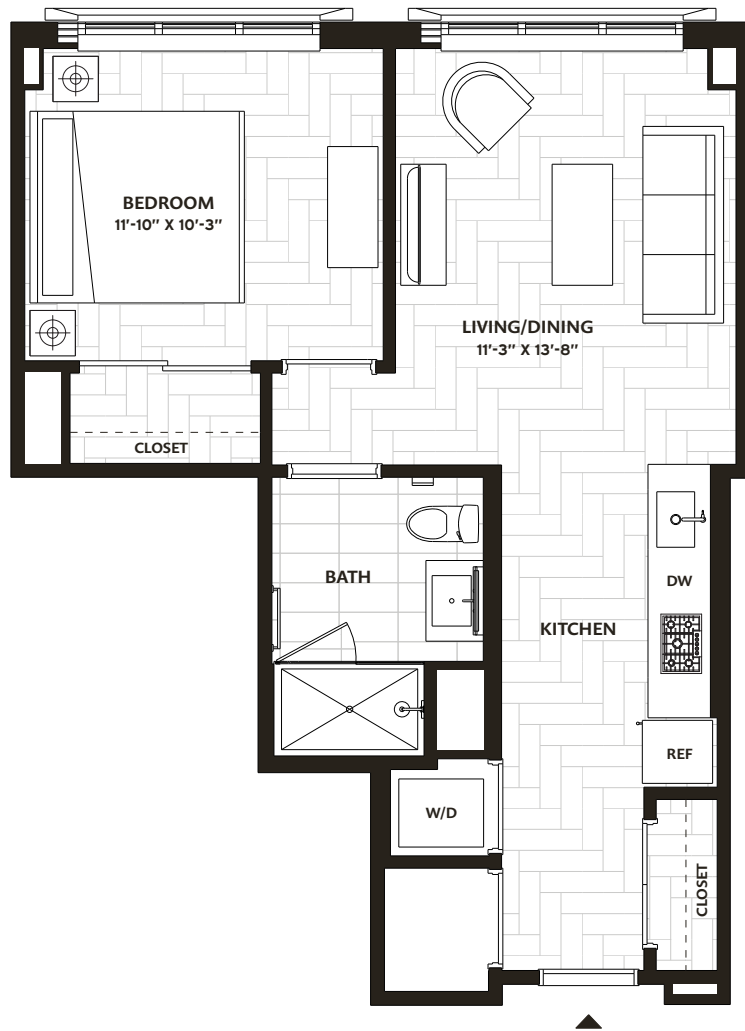 BEDROOM
11'-10" X 10'-3"
LIVING/DINING
11'-3" X 13'-8"
CLOSET
BATH
DW
KITCHEN
REF
W/D
CLOSET